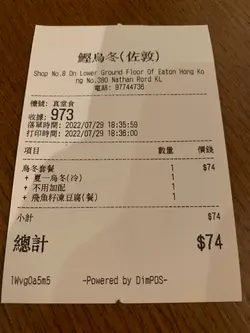 鰹烏冬(佐敦)
Shop No.8 On Lower Ground Floor Of Eaton Hong Ko
ng No.380 Nathan Rord KL
電話: 97744736
櫃號: 真堂食
收據: 973
落單時間: 2022/07/29 18:35:59
打印時間: 2022/07/29 18:36:00
項目 數量 價錢
烏冬套餐 1 $74
+ 夏一烏冬(冷) 1
+ 不用加配 1
+ 飛魚籽凍豆腐(餐) 1
小計 $74
總計 $74
1Wvg0a5m5 -Powered by DimPOS-